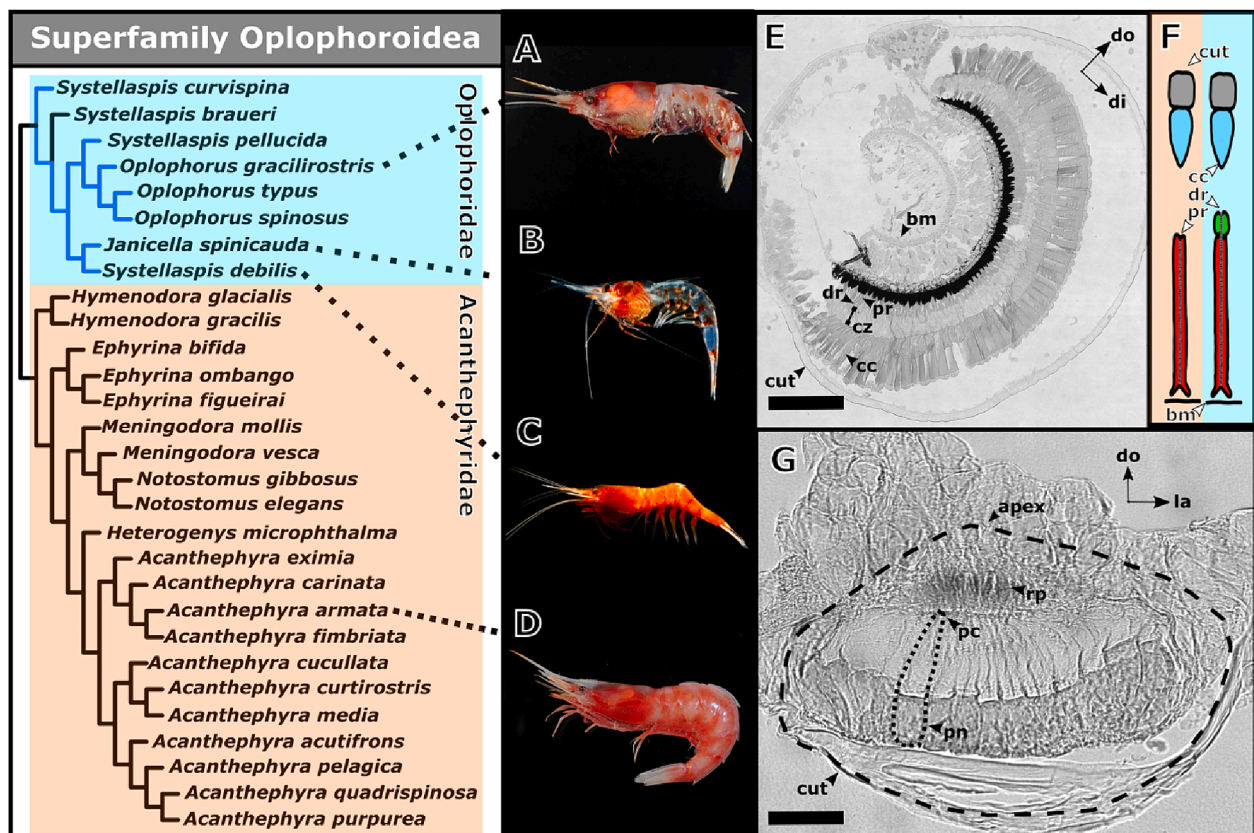 Superfamily Oplophoroidea
Systellaspis curvispina
Systellaspis braueri
Systellaspis pellucida
Oplophorus gracilirostris
Oplophorus typus
Oplophorus spinosus
Janicella spinicauda
Systellaspis debilis
Oplophoridae
Hymenodora glacialis
Hymenodora gracilis
Ephyrina bifida
Ephyrina ombango
Ephyrina figueirai
Meningodora mollis
Meningodora vesca
Notostomus gibbosus
Notostomus elegans
Heterogenys microphthalma
Acanthephyra eximia
Acanthephyra carinata
Acanthephyra armata
Acanthephyra fimbriata
Acanthephyra cucullata
Acanthephyra curtirostris
Acanthephyra media
Acanthephyra acutifrons
Acanthephyra pelagica
Acanthephyra quadrispinosa
Acanthephyra purpurea
Acanthephyridae
A
B
C
D
E
do
di
bm
dr
pr
cz
cc
cut
F
cut
cc
dr
pr
bm
G
do
la
apex
rp
pc
pn
cut